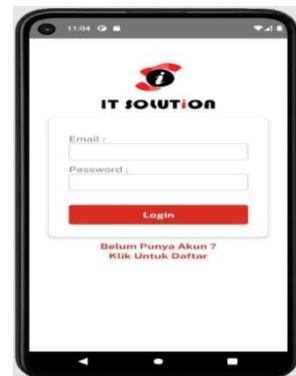 11:04
i
IT SOLUTiON
Email :
Password :
Login
Belum Punya Akun ?
Klik Untuk Daftar